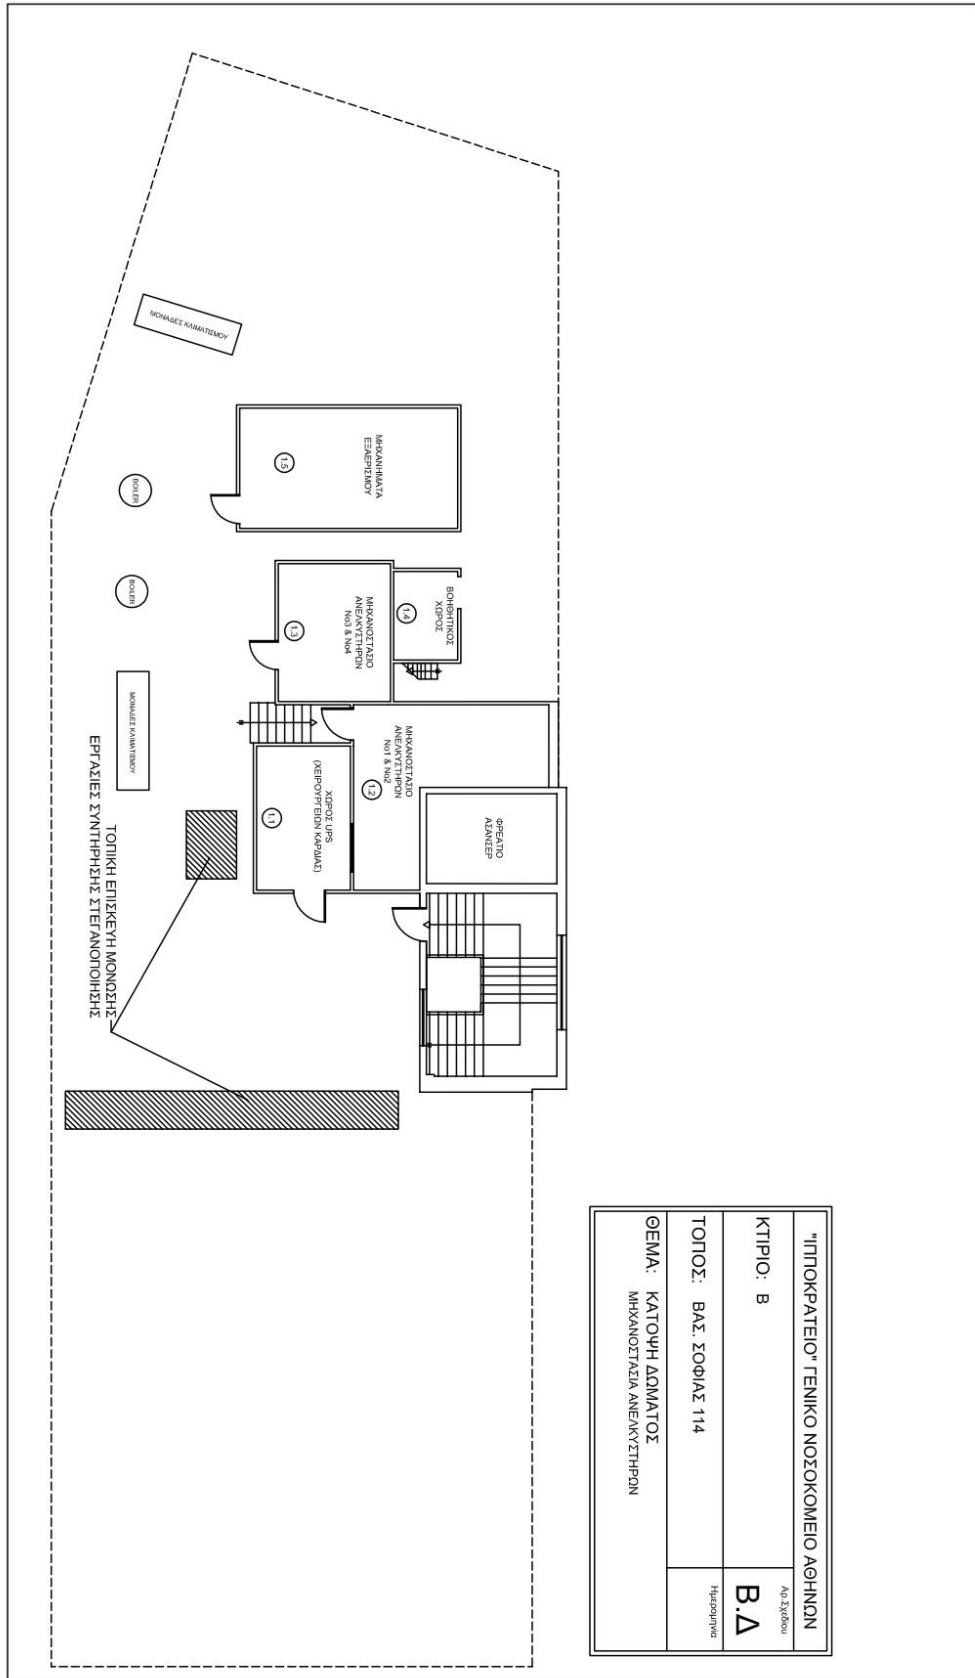 "ΙΠΠΟΚΡΑΤΕΙΟ" ΓΕΝΙΚΟ ΝΟΣΟΚΟΜΕΙΟ ΑΘΗΝΩΝ
ΚΤΙΡΙΟ: Β
Αρ.Σχεδίου
Β.Δ
ΤΟΠΟΣ: ΒΑΣ. ΣΟΦΙΑΣ 114
Ημερομηνία
ΘΕΜΑ: ΚΑΤΟΨΗ ΔΩΜΑΤΟΣ
ΜΗΧΑΝΟΣΤΑΣΙΑ ΑΝΕΛΚΥΣΤΗΡΩΝ
ΜΟΝΑΔΕΣ ΚΛΙΜΑΤΙΣΜΟΥ
ΜΗΧΑΝΗΜΑΤΑ
ΕΞΑΕΡΙΣΜΟΥ
1.5
BOILER
BOILER
ΒΟΗΘΗΤΙΚΟΣ
ΧΩΡΟΣ
1.4
ΜΗΧΑΝΟΣΤΑΣΙΟ
ΑΝΕΛΚΥΣΤΗΡΩΝ
Νο3 & Νο4
1.3
ΜΗΧΑΝΟΣΤΑΣΙΟ
ΑΝΕΛΚΥΣΤΗΡΩΝ
Νο1 & Νο2
1.2
ΦΡΕΑΤΙΟ
ΑΣΑΝΣΕΡ
ΧΩΡΟΣ UPS
(ΧΕΙΡΟΥΡΓΕΙΩΝ ΚΑΡΔΙΑΣ)
1.1
ΜΟΝΑΔΕΣ ΚΛΙΜΑΤΙΣΜΟΥ
ΤΟΠΙΚΗ ΕΠΙΣΚΕΥΗ ΜΟΝΩΣΗΣ
ΕΡΓΑΣΙΕΣ ΣΥΝΤΗΡΗΣΗΣ ΣΤΕΓΑΝΟΠΟΙΗΣΗΣ